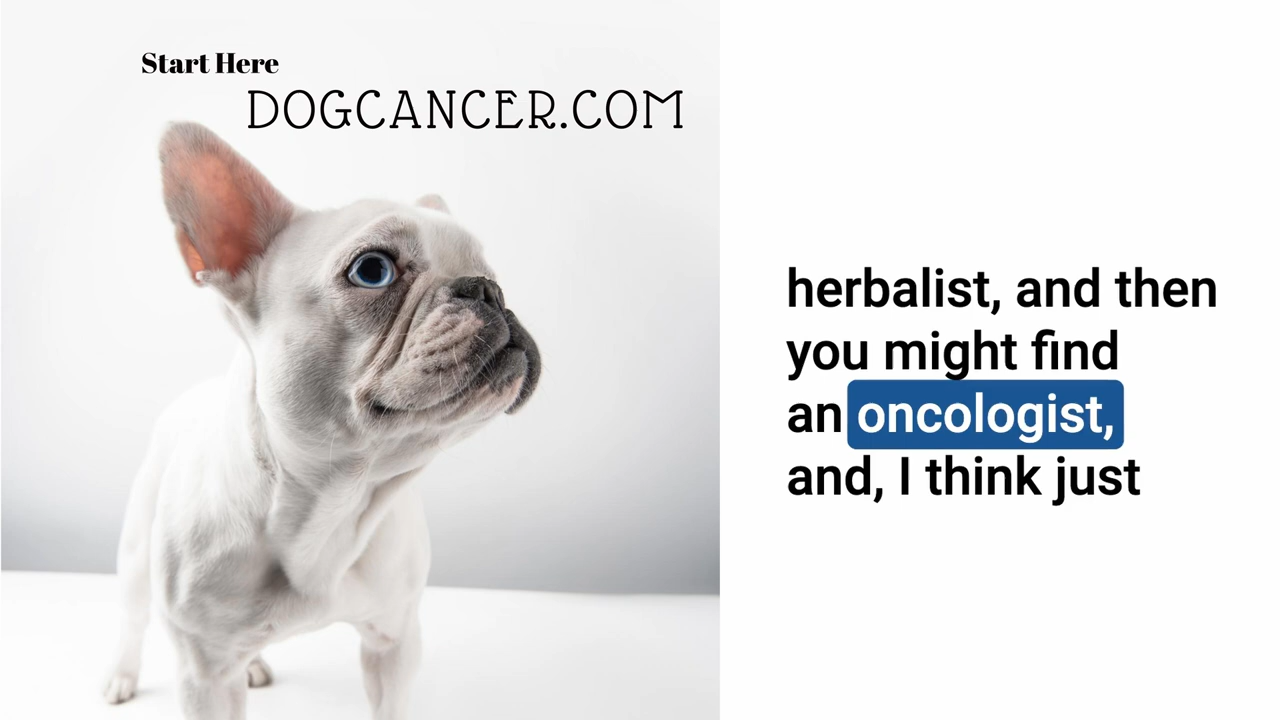 Start Here
DOGCANCER.COM
herbalist, and then
you might find
an oncologist,
and, I think just